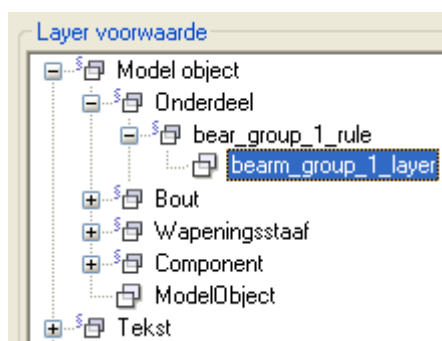 Layer voorwaarde
Model object
Onderdeel
bear_group_1_rule
bearm_group_1_layer
Bout
Wapeningsstaaf
Component
ModelObject
Tekst